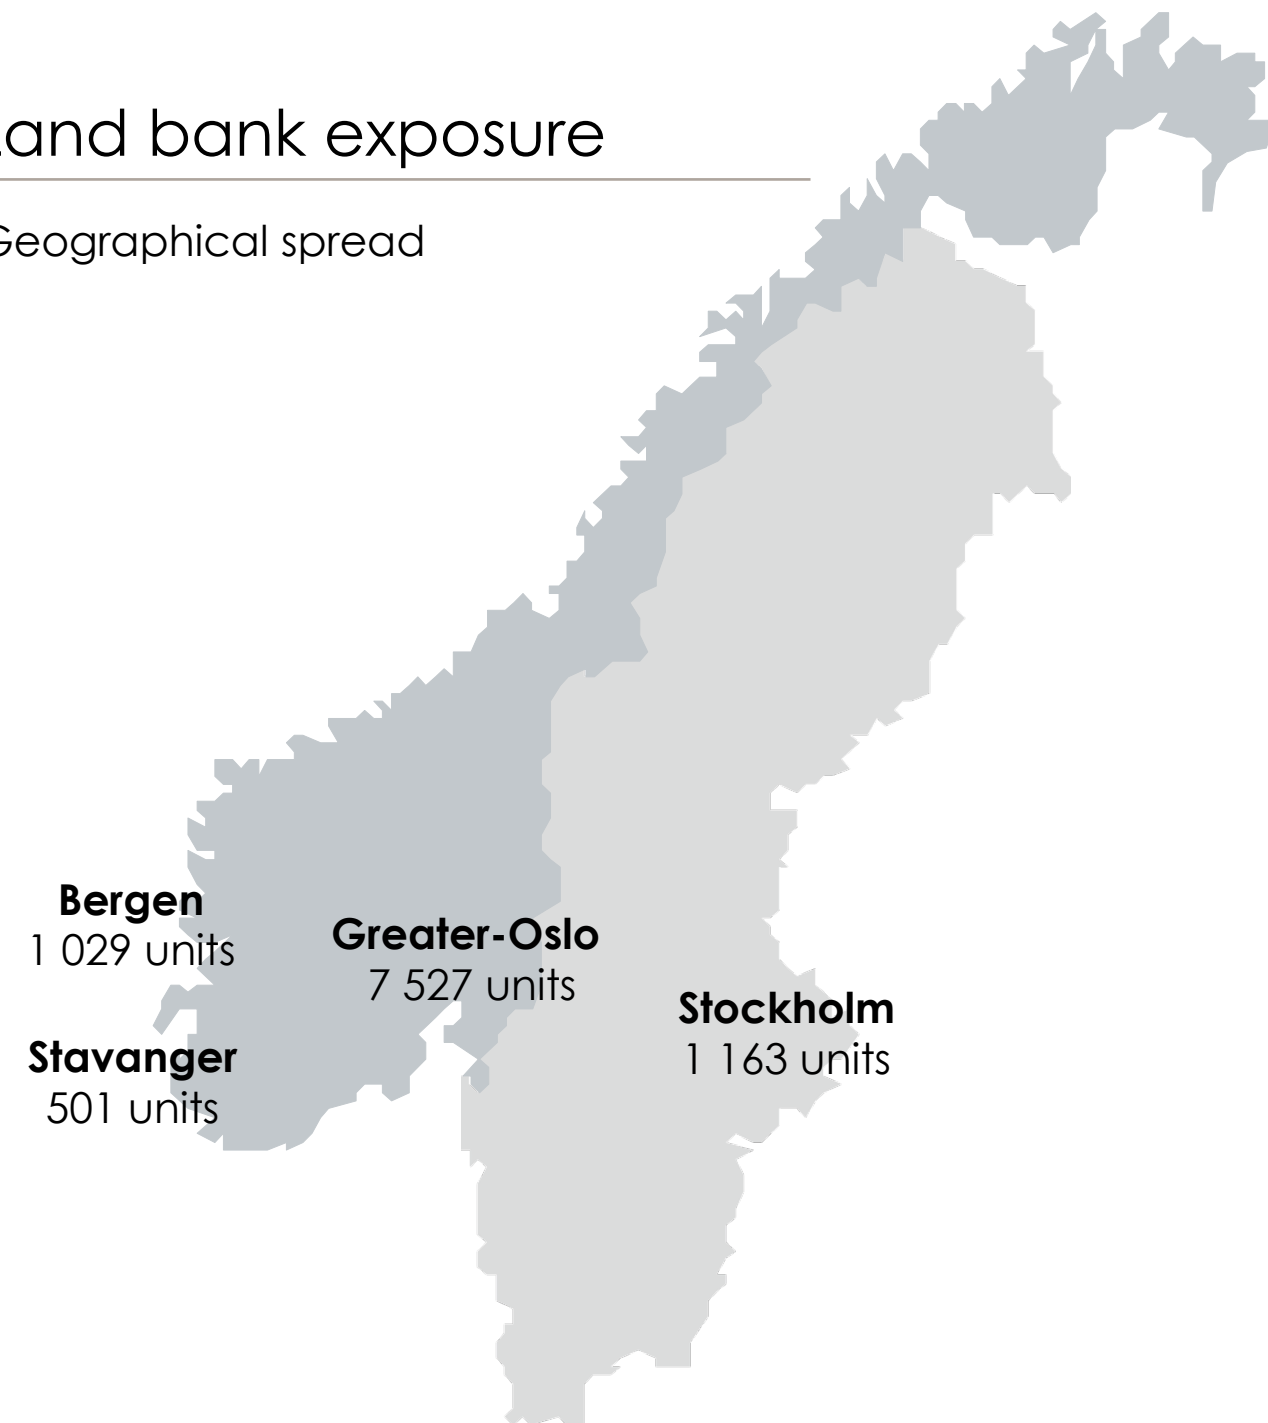 Land bank exposure
Geographical spread
Bergen
1 029 units
Greater-Oslo
7 527 units
Stockholm
1 163 units
Stavanger
501 units